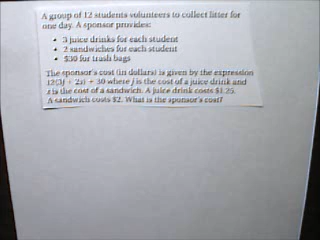 A group of 12 students volunteers to collect litter for
one day. A sponsor provides:
• 3 juice drinks for each student
• 2 sandwiches for each student
• $30 for trash bags
The sponsor's cost (in dollars) is given by the expression
12(3j + 2s) + 30 where j is the cost of a juice drink and
s is the cost of a sandwich. A juice drink costs $1.25.
A sandwich costs $2. What is the sponsor's cost?